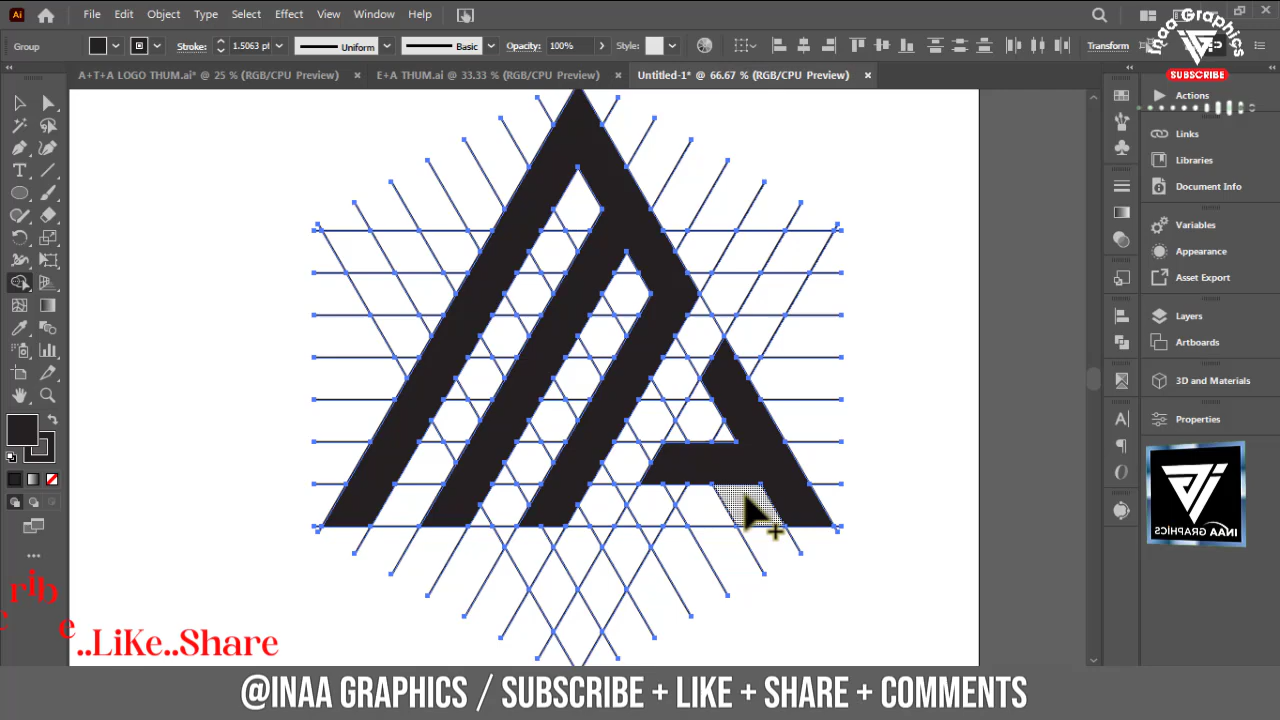 Ai File Edit Object Type Select Effect View Window Help
Group Stroke: 1.5063 pt Uniform Basic Opacity: 100% Style: Transform
Inaa Graphics
SUBSCRIBE
A+T+A LOGO THUM.ai* @ 25 % (RGB/CPU Preview) × E+A THUM.ai @ 33.33 % (RGB/CPU Preview) × Untitled-1* @ 66.67 % (RGB/CPU Preview) ×
Actions
Links
Libraries
Document Info
Variables
Appearance
Asset Export
Layers
Artboards
3D and Materials
Properties
INAA GRAPHICS
..LiKe..Share
@INAA GRAPHICS / SUBSCRIBE + LIKE + SHARE + COMMENTS